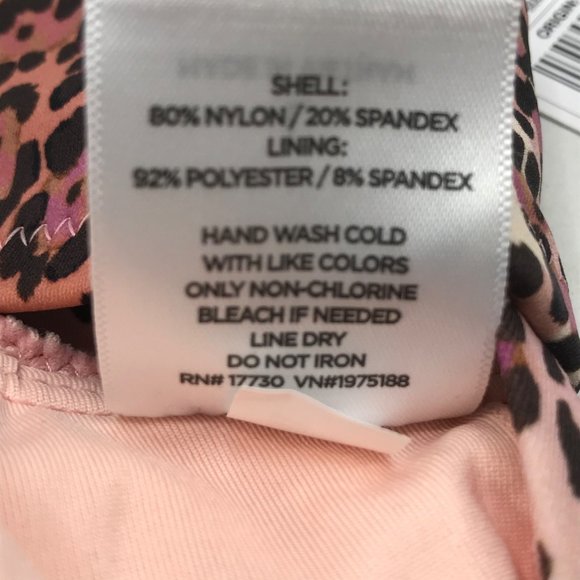 SHELL:
80% NYLON / 20% SPANDEX
LINING:
92% POLYESTER / 8% SPANDEX
HAND WASH COLD
WITH LIKE COLORS
ONLY NON-CHLORINE
BLEACH IF NEEDED
LINE DRY
DO NOT IRON
RN# 17730 VN#1975188
ORIGIN